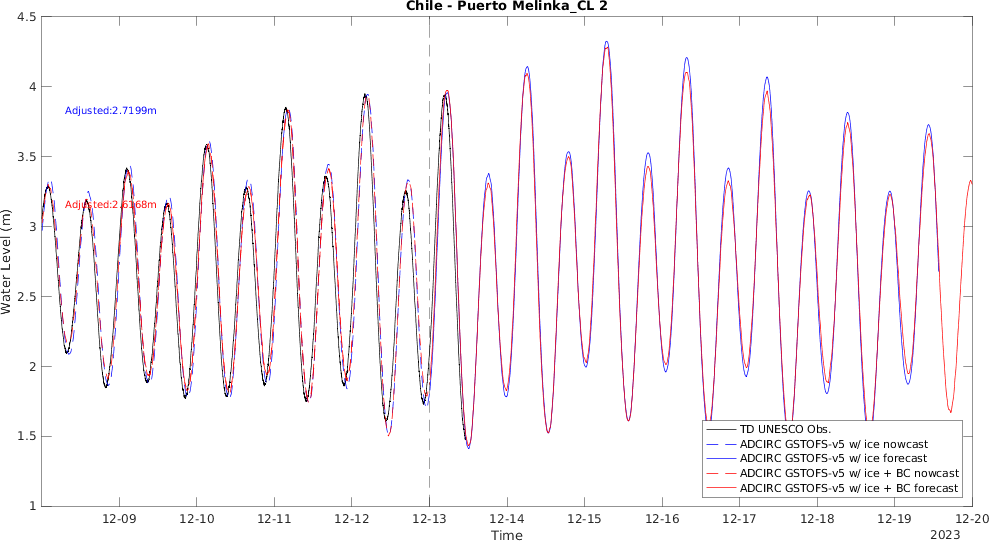 Chile - Puerto Melinka_CL 2
4.5
4
3.5
3
2.5
2
1.5
1
Water Level (m)
Adjusted:2.7199m
Adjusted:2.6168m
TD UNESCO Obs.
ADCIRC GSTOFS-v5 w/ ice nowcast
ADCIRC GSTOFS-v5 w/ ice forecast
ADCIRC GSTOFS-v5 w/ ice + BC nowcast
ADCIRC GSTOFS-v5 w/ ice + BC forecast
12-09 12-10 12-11 12-12 12-13 12-14 12-15 12-16 12-17 12-18 12-19 12-20
Time
2023